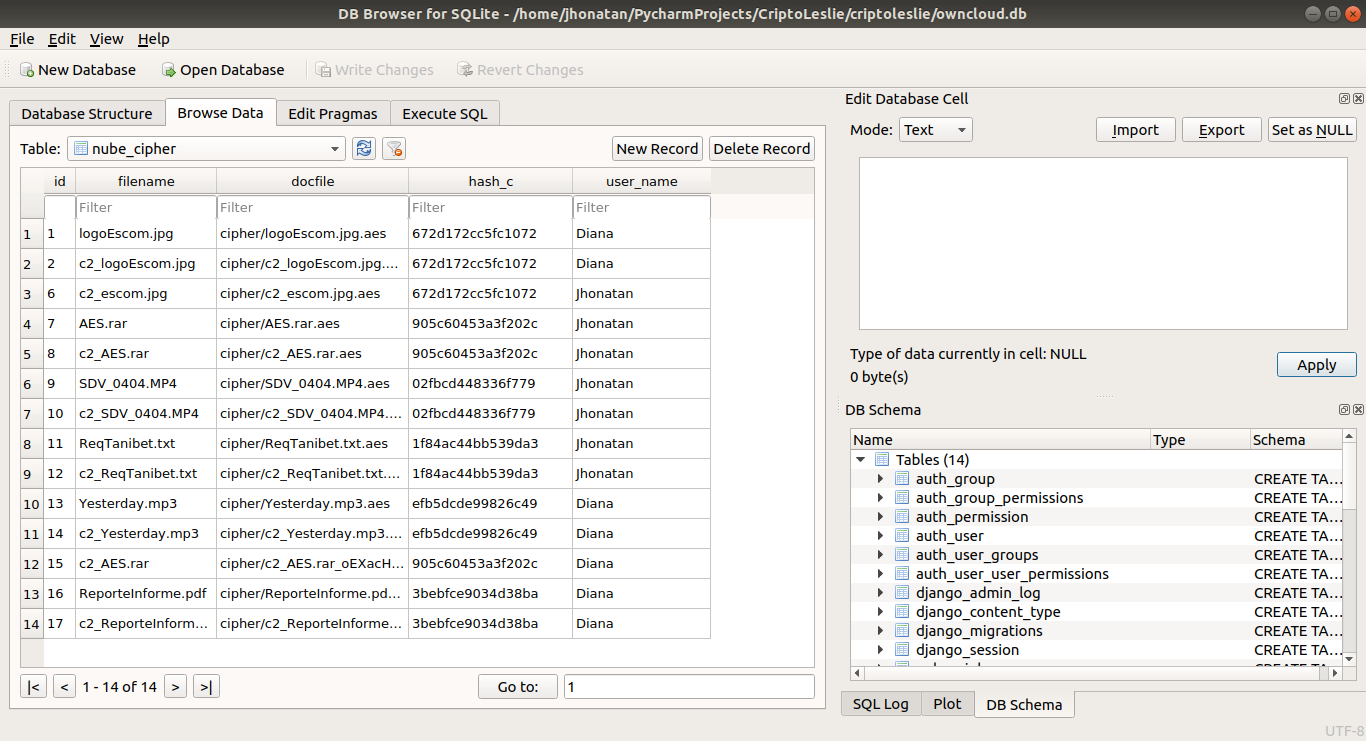 DB Browser for SQLite - /home/jhonatan/PycharmProjects/CriptoLeslie/criptoleslie/owncloud.db
File Edit View Help
New Database Open Database Write Changes Revert Changes
Database Structure Browse Data Edit Pragmas Execute SQL
Table: nube_cipher New Record Delete Record
id filename docfile hash_c user_name
Filter Filter Filter Filter
1 1 logoEscom.jpg cipher/logoEscom.jpg.aes 672d172cc5fc1072 Diana
2 2 c2_logoEscom.jpg cipher/c2_logoEscom.jpg.... 672d172cc5fc1072 Diana
3 6 c2_escom.jpg cipher/c2_escom.jpg.aes 672d172cc5fc1072 Jhonatan
4 7 AES.rar cipher/AES.rar.aes 905c60453a3f202c Jhonatan
5 8 c2_AES.rar cipher/c2_AES.rar.aes 905c60453a3f202c Jhonatan
6 9 SDV_0404.MP4 cipher/SDV_0404.MP4.aes 02fbcd448336f779 Jhonatan
7 10 c2_SDV_0404.MP4 cipher/c2_SDV_0404.MP4.... 02fbcd448336f779 Jhonatan
8 11 ReqTanibet.txt cipher/ReqTanibet.txt.aes 1f84ac44bb539da3 Jhonatan
9 12 c2_ReqTanibet.txt cipher/c2_ReqTanibet.txt.... 1f84ac44bb539da3 Jhonatan
10 13 Yesterday.mp3 cipher/Yesterday.mp3.aes efb5dcde99826c49 Diana
11 14 c2_Yesterday.mp3 cipher/c2_Yesterday.mp3.... efb5dcde99826c49 Diana
12 15 c2_AES.rar cipher/c2_AES.rar_oEXacH... 905c60453a3f202c Diana
13 16 ReporteInforme.pdf cipher/ReporteInforme.pd... 3bebfce9034d38ba Diana
14 17 c2_ReporteInform... cipher/c2_ReporteInforme... 3bebfce9034d38ba Diana
|< < 1 - 14 of 14 > >| Go to: 1
Edit Database Cell
Mode: Text Import Export Set as NULL
Type of data currently in cell: NULL
0 byte(s)
Apply
DB Schema
Name Type Schema
Tables (14)
auth_group CREATE TA...
auth_group_permissions CREATE TA...
auth_permission CREATE TA...
auth_user CREATE TA...
auth_user_groups CREATE TA...
auth_user_user_permissions CREATE TA...
django_admin_log CREATE TA...
django_content_type CREATE TA...
django_migrations CREATE TA...
django_session CREATE TA...
SQL Log Plot DB Schema
UTF-8